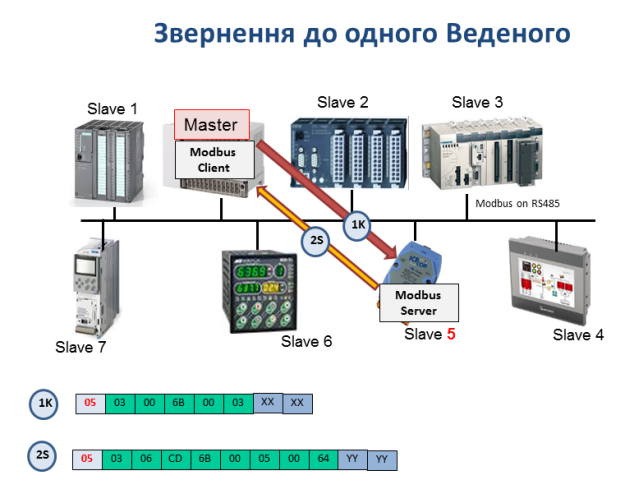 Звернення до одного Веденого
Slave 1
Master
Modbus
Client
Slave 2
Slave 3
Modbus on RS485
1K
2S
Modbus
Server
Slave 7
Slave 6
Slave 5
Slave 4
1K 05 03 00 6B 00 03 XX XX
2S 05 03 06 CD 6B 00 05 00 64 YY YY